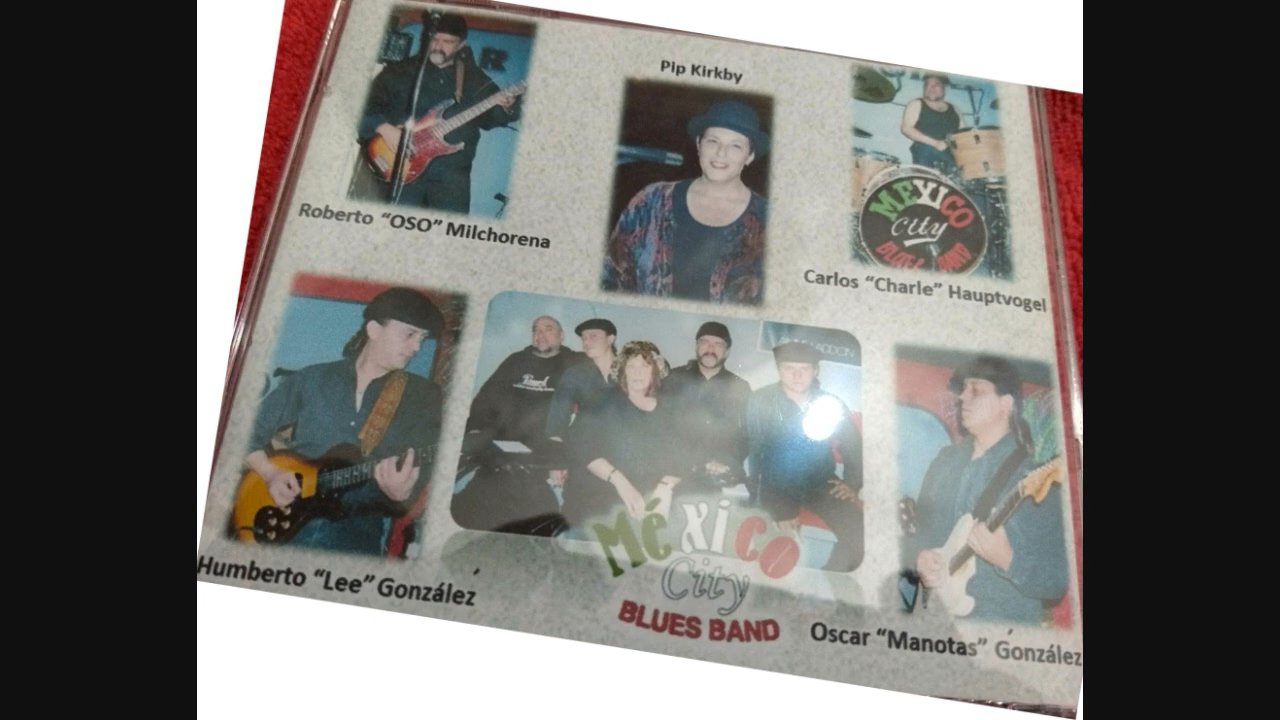 Pip Kirkby
Roberto “OSO” Milchorena
MEXICO
City
Carlos “Charle” Hauptvogel
Humberto “Lee” González
México
City
BLUES BAND
Oscar “Manotas” González